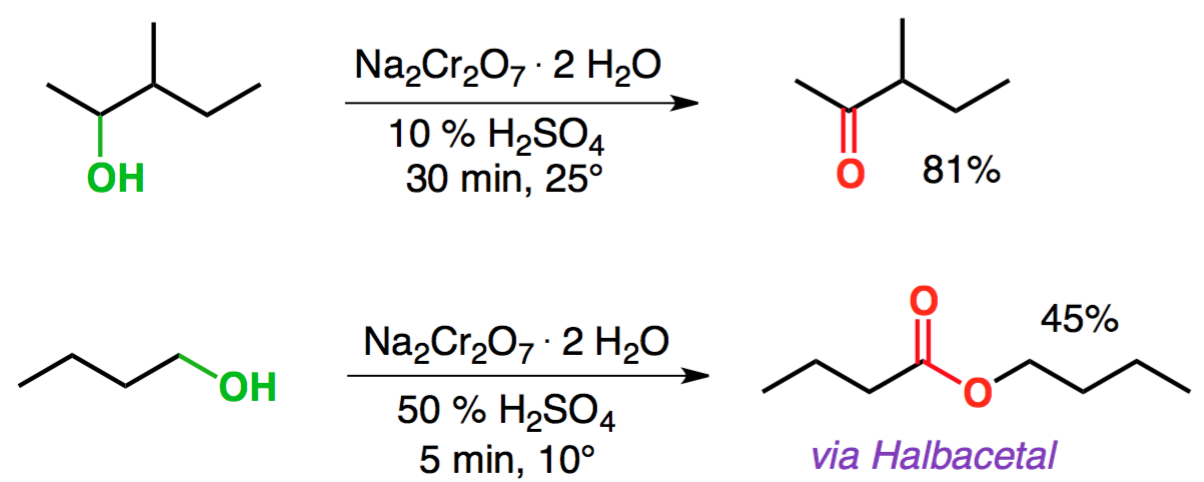 Na₂Cr₂O₇ · 2 H₂O
10 % H₂SO₄
30 min, 25°
OH
O
81%
Na₂Cr₂O₇ · 2 H₂O
50 % H₂SO₄
5 min, 10°
OH
O
O
45%
via Halbacetal